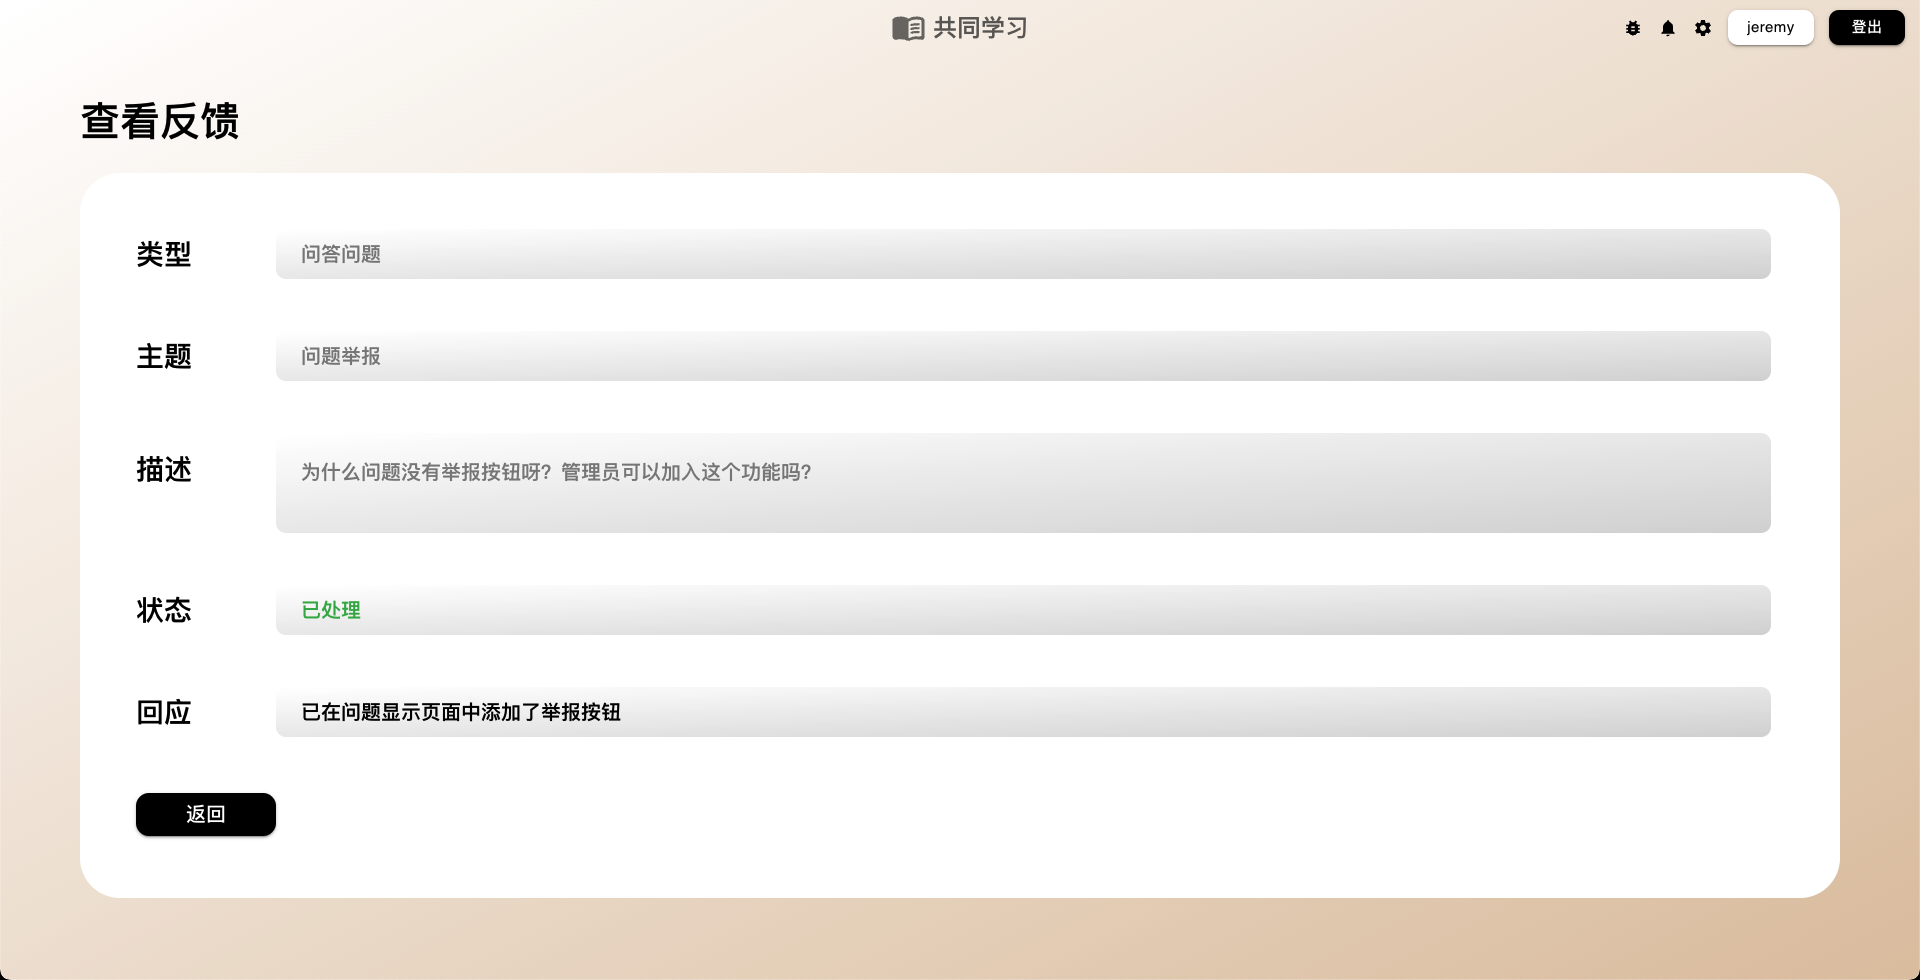 共同学习
jeremy
登出
查看反馈
类型
问答问题
主题
问题举报
描述
为什么问题没有举报按钮呀？管理员可以加入这个功能吗？
状态
已处理
回应
已在问题显示页面中添加了举报按钮
返回